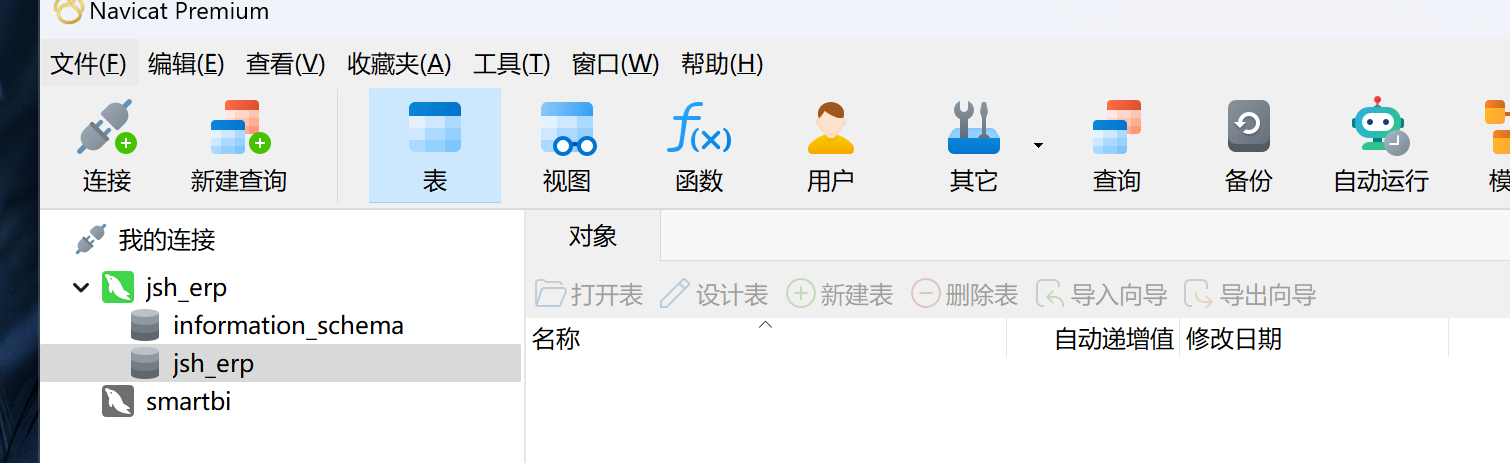 Navicat Premium
文件(F) 编辑(E) 查看(V) 收藏夹(A) 工具(T) 窗口(W) 帮助(H)
连接 新建查询 表 视图 函数 用户 其它 查询 备份 自动运行
我的连接
jsh_erp
information_schema
jsh_erp
smartbi
对象
打开表 设计表 新建表 删除表 导入向导 导出向导
名称 自动递增值 修改日期